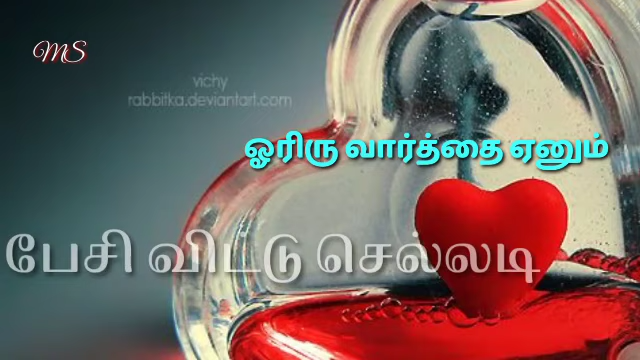 MS
vichy
rabbitka.deviantart.com
ஓரிரு வார்த்தை ஏனும்
பேசி விட்டு செல்லடி